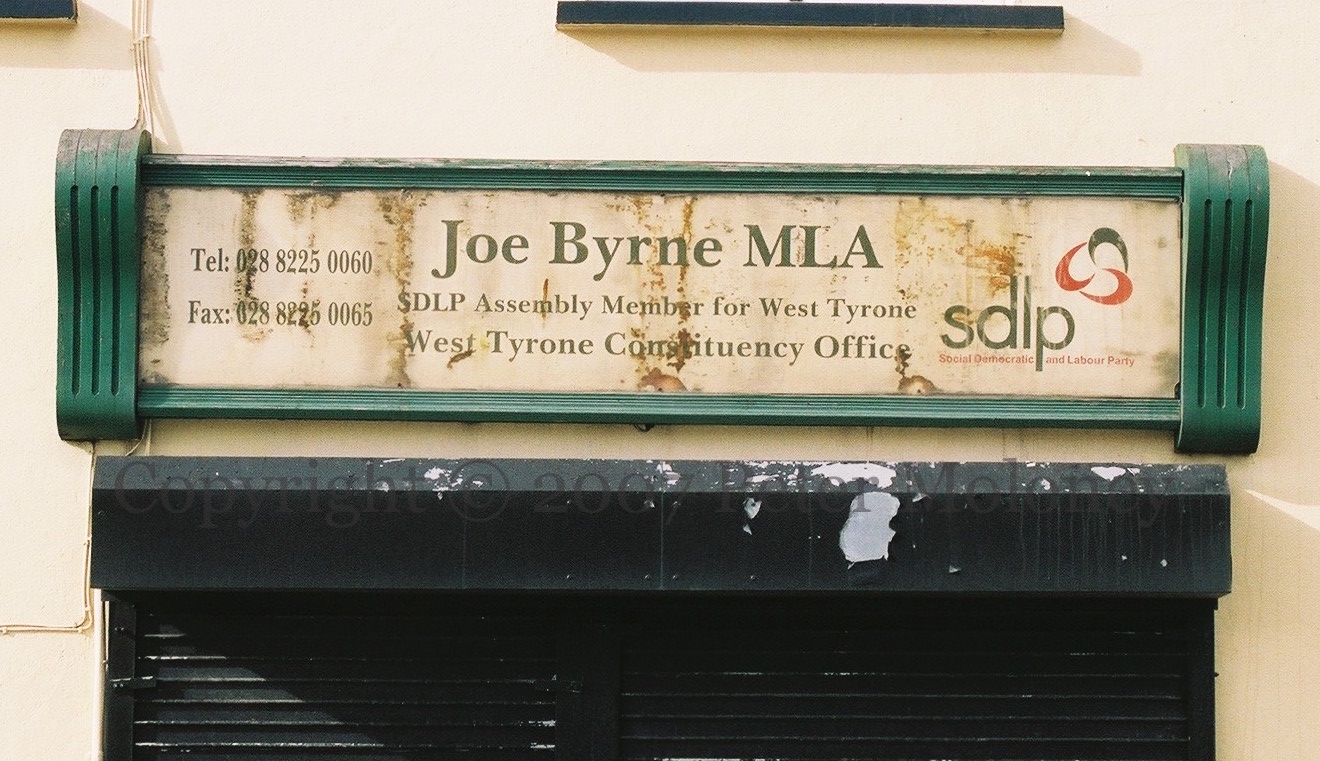 Joe Byrne MLA
Tel: 028 8225 0060
Fax: 028 8225 0065
SDLP Assembly Member for West Tyrone
West Tyrone Constituency Office
sdlp
Social Democratic and Labour Party
Copyright © 2007 Peter Moloney